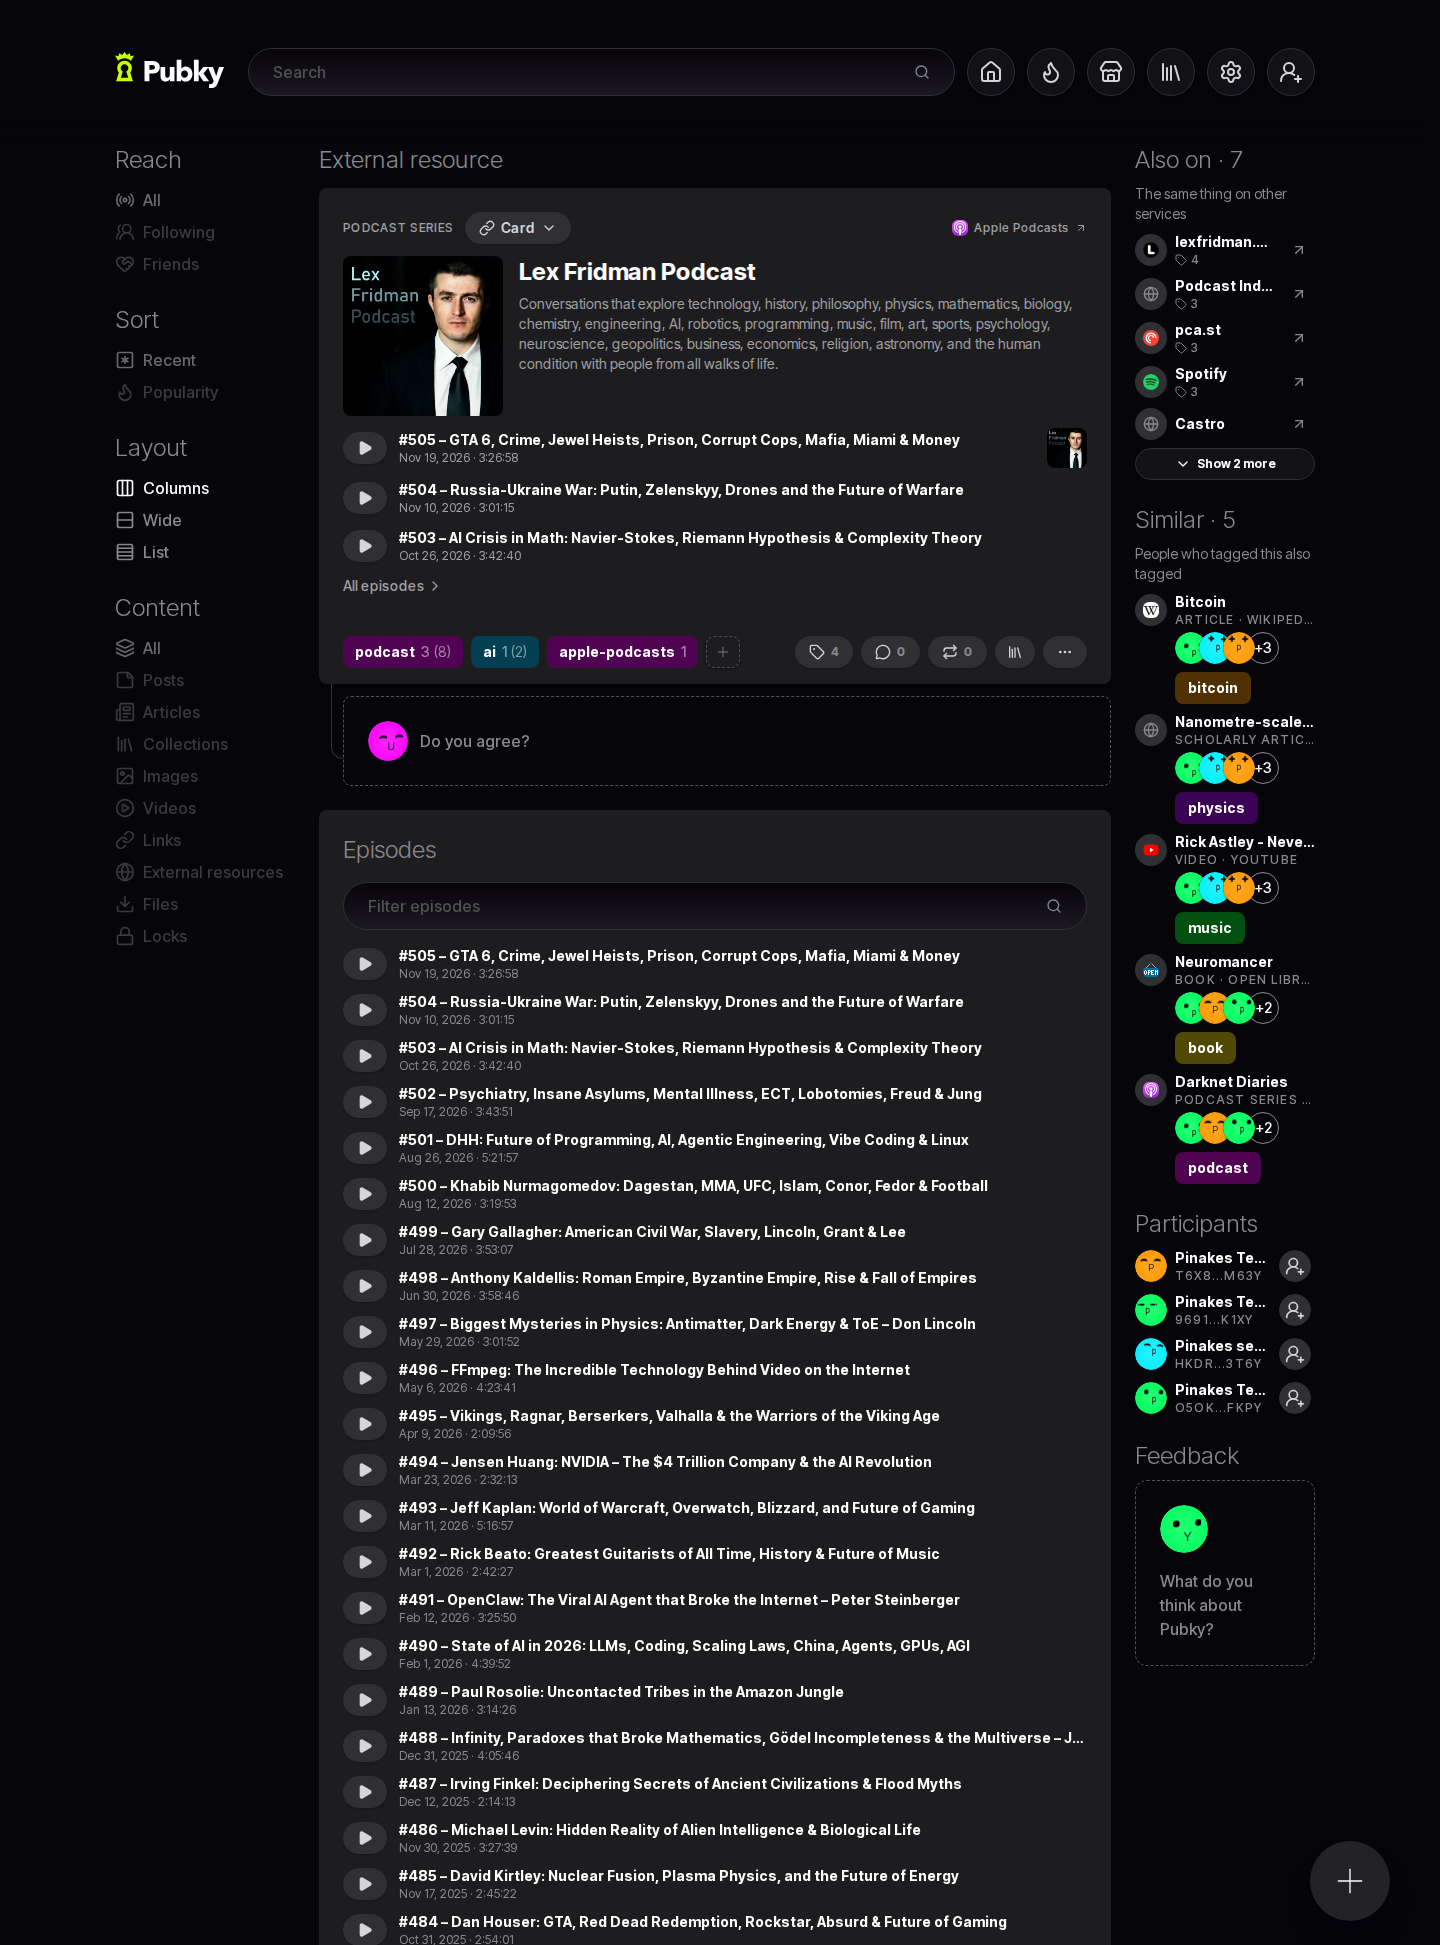 Pubky
Search
Reach
All
Following
Friends
Sort
Recent
Popularity
Layout
Columns
Wide
List
Content
All
Posts
Articles
Collections
Images
Videos
Links
External resources
Files
Locks
External resource
PODCAST SERIES
Card
Apple Podcasts
Lex
Fridman
Podcast
Lex Fridman Podcast
Conversations that explore technology, history, philosophy, physics, mathematics, biology,
chemistry, engineering, AI, robotics, programming, music, film, art, sports, psychology,
neuroscience, geopolitics, business, economics, religion, astronomy, and the human
condition with people from all walks of life.
#505 – GTA 6, Crime, Jewel Heists, Prison, Corrupt Cops, Mafia, Miami & Money
Nov 19, 2026 · 3:26:58
#504 – Russia-Ukraine War: Putin, Zelenskyy, Drones and the Future of Warfare
Nov 10, 2026 · 3:01:15
#503 – AI Crisis in Math: Navier-Stokes, Riemann Hypothesis & Complexity Theory
Oct 26, 2026 · 3:42:40
All episodes
podcast 3 (8)
ai 1 (2)
apple-podcasts 1
4
0
0
Do you agree?
Episodes
Filter episodes
#505 – GTA 6, Crime, Jewel Heists, Prison, Corrupt Cops, Mafia, Miami & Money
Nov 19, 2026 · 3:26:58
#504 – Russia-Ukraine War: Putin, Zelenskyy, Drones and the Future of Warfare
Nov 10, 2026 · 3:01:15
#503 – AI Crisis in Math: Navier-Stokes, Riemann Hypothesis & Complexity Theory
Oct 26, 2026 · 3:42:40
#502 – Psychiatry, Insane Asylums, Mental Illness, ECT, Lobotomies, Freud & Jung
Sep 17, 2026 · 3:43:51
#501 – DHH: Future of Programming, AI, Agentic Engineering, Vibe Coding & Linux
Aug 26, 2026 · 5:21:57
#500 – Khabib Nurmagomedov: Dagestan, MMA, UFC, Islam, Conor, Fedor & Football
Aug 12, 2026 · 3:19:53
#499 – Gary Gallagher: American Civil War, Slavery, Lincoln, Grant & Lee
Jul 28, 2026 · 3:53:07
#498 – Anthony Kaldellis: Roman Empire, Byzantine Empire, Rise & Fall of Empires
Jun 30, 2026 · 3:58:46
#497 – Biggest Mysteries in Physics: Antimatter, Dark Energy & ToE – Don Lincoln
May 29, 2026 · 3:01:52
#496 – FFmpeg: The Incredible Technology Behind Video on the Internet
May 6, 2026 · 4:23:41
#495 – Vikings, Ragnar, Berserkers, Valhalla & the Warriors of the Viking Age
Apr 9, 2026 · 2:09:56
#494 – Jensen Huang: NVIDIA – The $4 Trillion Company & the AI Revolution
Mar 23, 2026 · 2:32:13
#493 – Jeff Kaplan: World of Warcraft, Overwatch, Blizzard, and Future of Gaming
Mar 11, 2026 · 5:16:57
#492 – Rick Beato: Greatest Guitarists of All Time, History & Future of Music
Mar 1, 2026 · 2:42:27
#491 – OpenClaw: The Viral AI Agent that Broke the Internet – Peter Steinberger
Feb 12, 2026 · 3:25:50
#490 – State of AI in 2026: LLMs, Coding, Scaling Laws, China, Agents, GPUs, AGI
Feb 1, 2026 · 4:39:52
#489 – Paul Rosolie: Uncontacted Tribes in the Amazon Jungle
Jan 13, 2026 · 3:14:26
#488 – Infinity, Paradoxes that Broke Mathematics, Gödel Incompleteness & the Multiverse – J...
Dec 31, 2025 · 4:05:46
#487 – Irving Finkel: Deciphering Secrets of Ancient Civilizations & Flood Myths
Dec 12, 2025 · 2:14:13
#486 – Michael Levin: Hidden Reality of Alien Intelligence & Biological Life
Nov 30, 2025 · 3:27:39
#485 – David Kirtley: Nuclear Fusion, Plasma Physics, and the Future of Energy
Nov 17, 2025 · 2:45:22
#484 – Dan Houser: GTA, Red Dead Redemption, Rockstar, Absurd & Future of Gaming
Oct 31, 2025 · 2:54:01
Also on · 7
The same thing on other
services
lexfridman....
4
Podcast Ind...
3
pca.st
3
Spotify
3
Castro
Show 2 more
Similar · 5
People who tagged this also
tagged
Bitcoin
ARTICLE · WIKIPED...
+3
bitcoin
Nanometre-scale...
SCHOLARLY ARTIC...
+3
physics
Rick Astley - Neve...
VIDEO · YOUTUBE
+3
music
Neuromancer
BOOK · OPEN LIBR...
+2
book
Darknet Diaries
PODCAST SERIES ...
+2
podcast
Participants
Pinakes Te...
T6X8...M63Y
Pinakes Te...
9691...K1XY
Pinakes se...
HKDR...3T6Y
Pinakes Te...
O5OK...FKPY
Feedback
What do you
think about
Pubky?